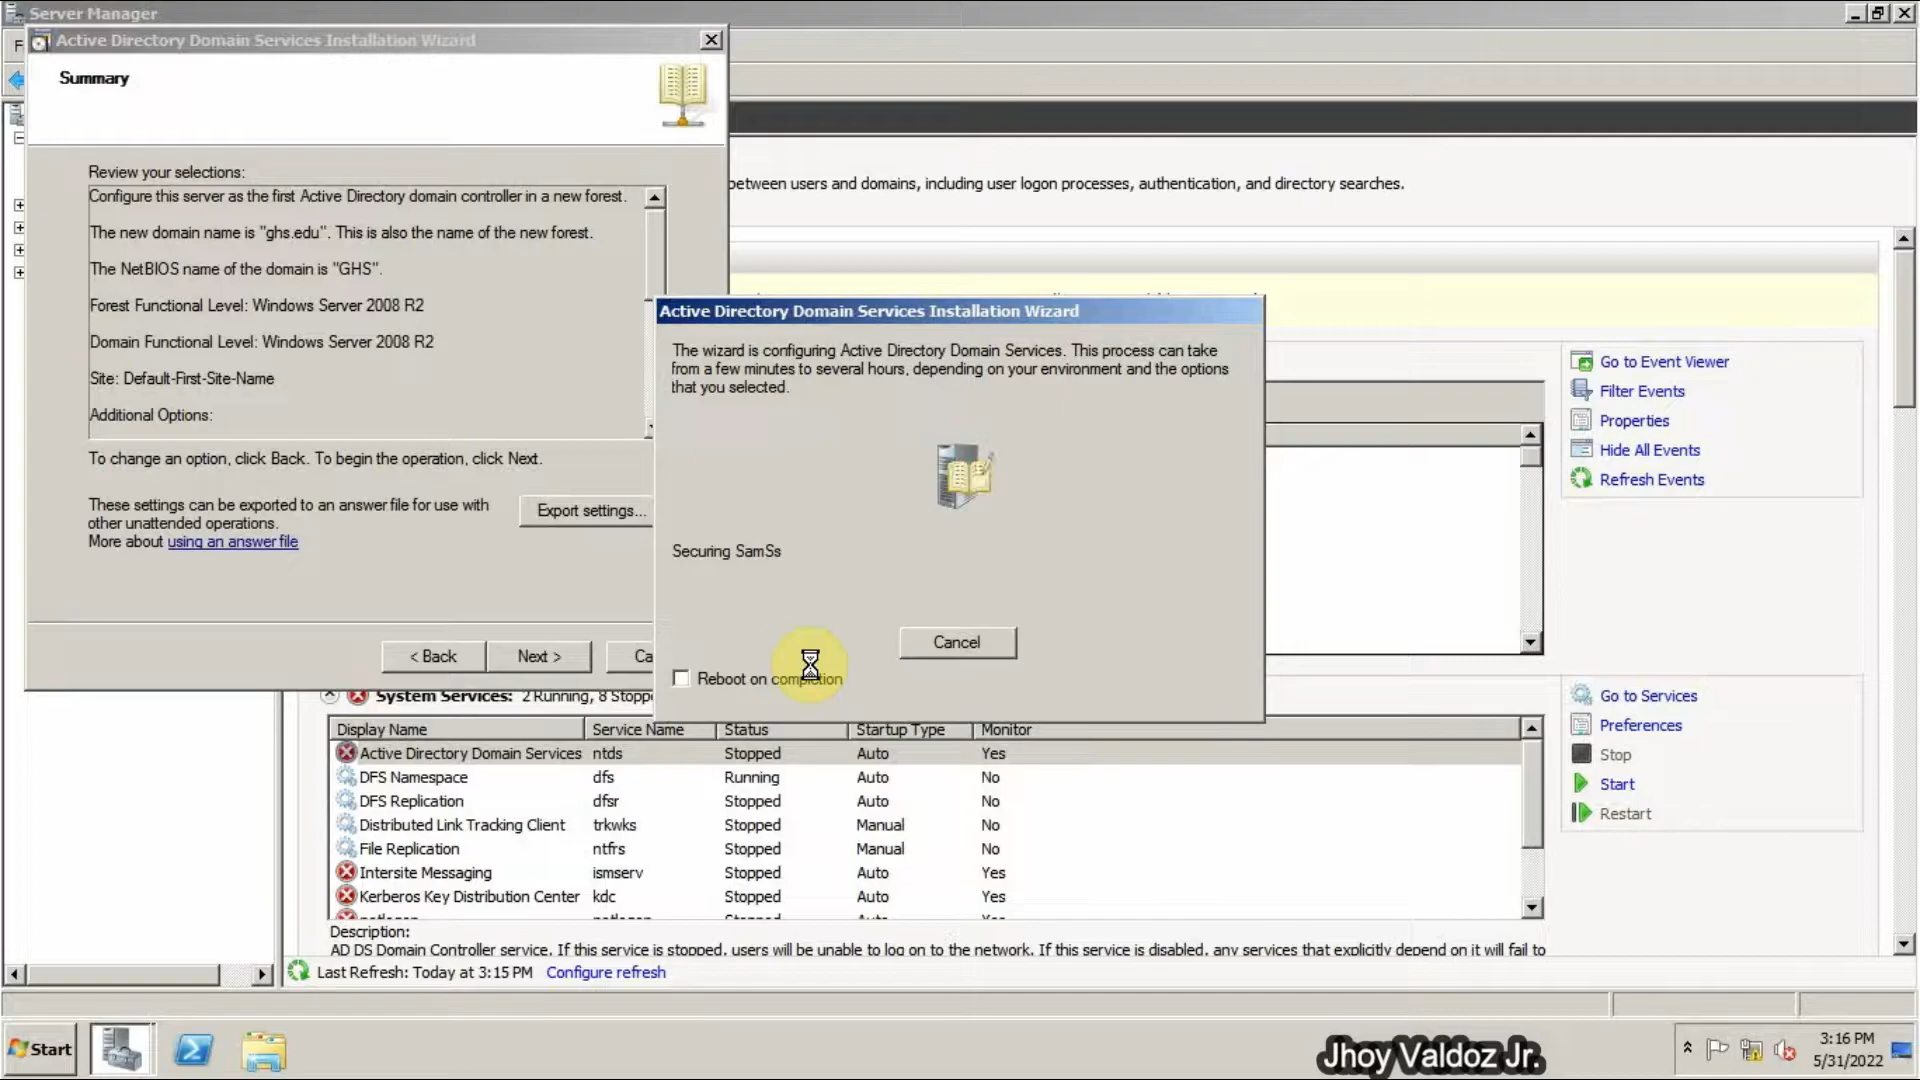 Server Manager
F
Active Directory Domain Services Installation Wizard
Summary
Review your selections:
Configure this server as the first Active Directory domain controller in a new forest.
The new domain name is "ghs.edu". This is also the name of the new forest.
The NetBIOS name of the domain is "GHS".
Forest Functional Level: Windows Server 2008 R2
Domain Functional Level: Windows Server 2008 R2
Site: Default-First-Site-Name
Additional Options:
To change an option, click Back. To begin the operation, click Next.
These settings can be exported to an answer file for use with
other unattended operations.
More about using an answer file
Export settings...
< Back
Next >
Ca
between users and domains, including user logon processes, authentication, and directory searches.
Active Directory Domain Services Installation Wizard
The wizard is configuring Active Directory Domain Services. This process can take
from a few minutes to several hours, depending on your environment and the options
that you selected.
Securing SamSs
Cancel
Reboot on completion
Go to Event Viewer
Filter Events
Properties
Hide All Events
Refresh Events
System Services: 2 Running, 8 Stopp
Display Name Service Name Status Startup Type Monitor
Active Directory Domain Services ntds Stopped Auto Yes
DFS Namespace dfs Running Auto No
DFS Replication dfsr Stopped Auto No
Distributed Link Tracking Client trkwks Stopped Manual No
File Replication ntfrs Stopped Manual No
Intersite Messaging ismserv Stopped Auto Yes
Kerberos Key Distribution Center kdc Stopped Auto Yes
Go to Services
Preferences
Stop
Start
Restart
Description:
AD DS Domain Controller service. If this service is stopped, users will be unable to log on to the network. If this service is disabled, any services that explicitly depend on it will fail to
Last Refresh: Today at 3:15 PM Configure refresh
Start
Jhoy Valdoz Jr.
3:16 PM
5/31/2022